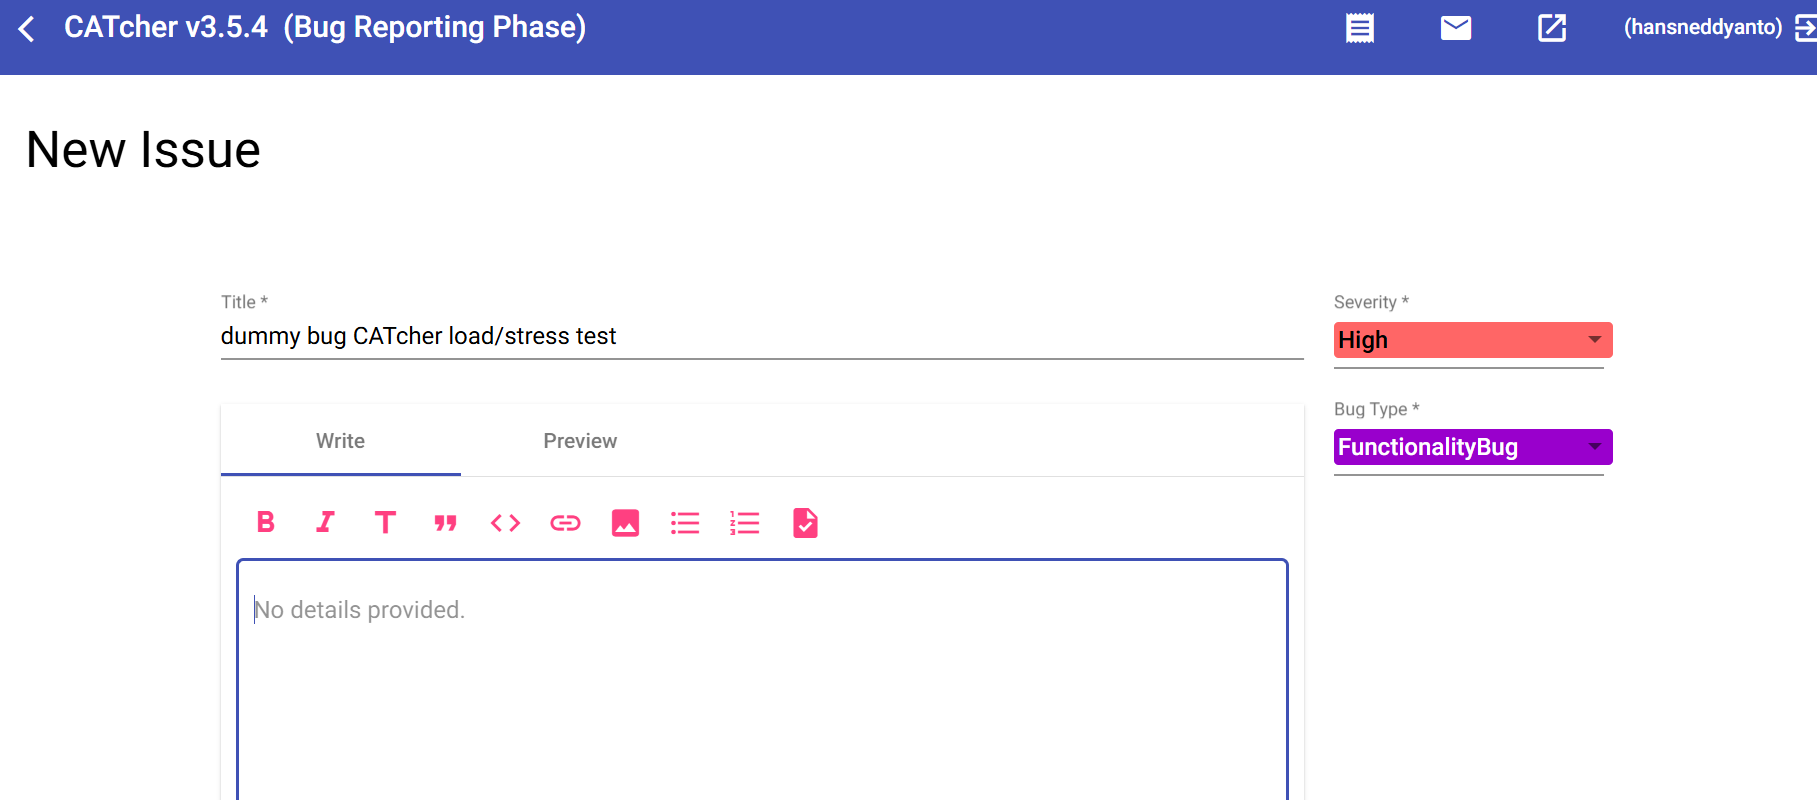 CATcher v3.5.4 (Bug Reporting Phase)
(hansneddyanto)
New Issue
Title *
dummy bug CATcher load/stress test
Severity *
High
Bug Type *
FunctionalityBug
Write
Preview
No details provided.